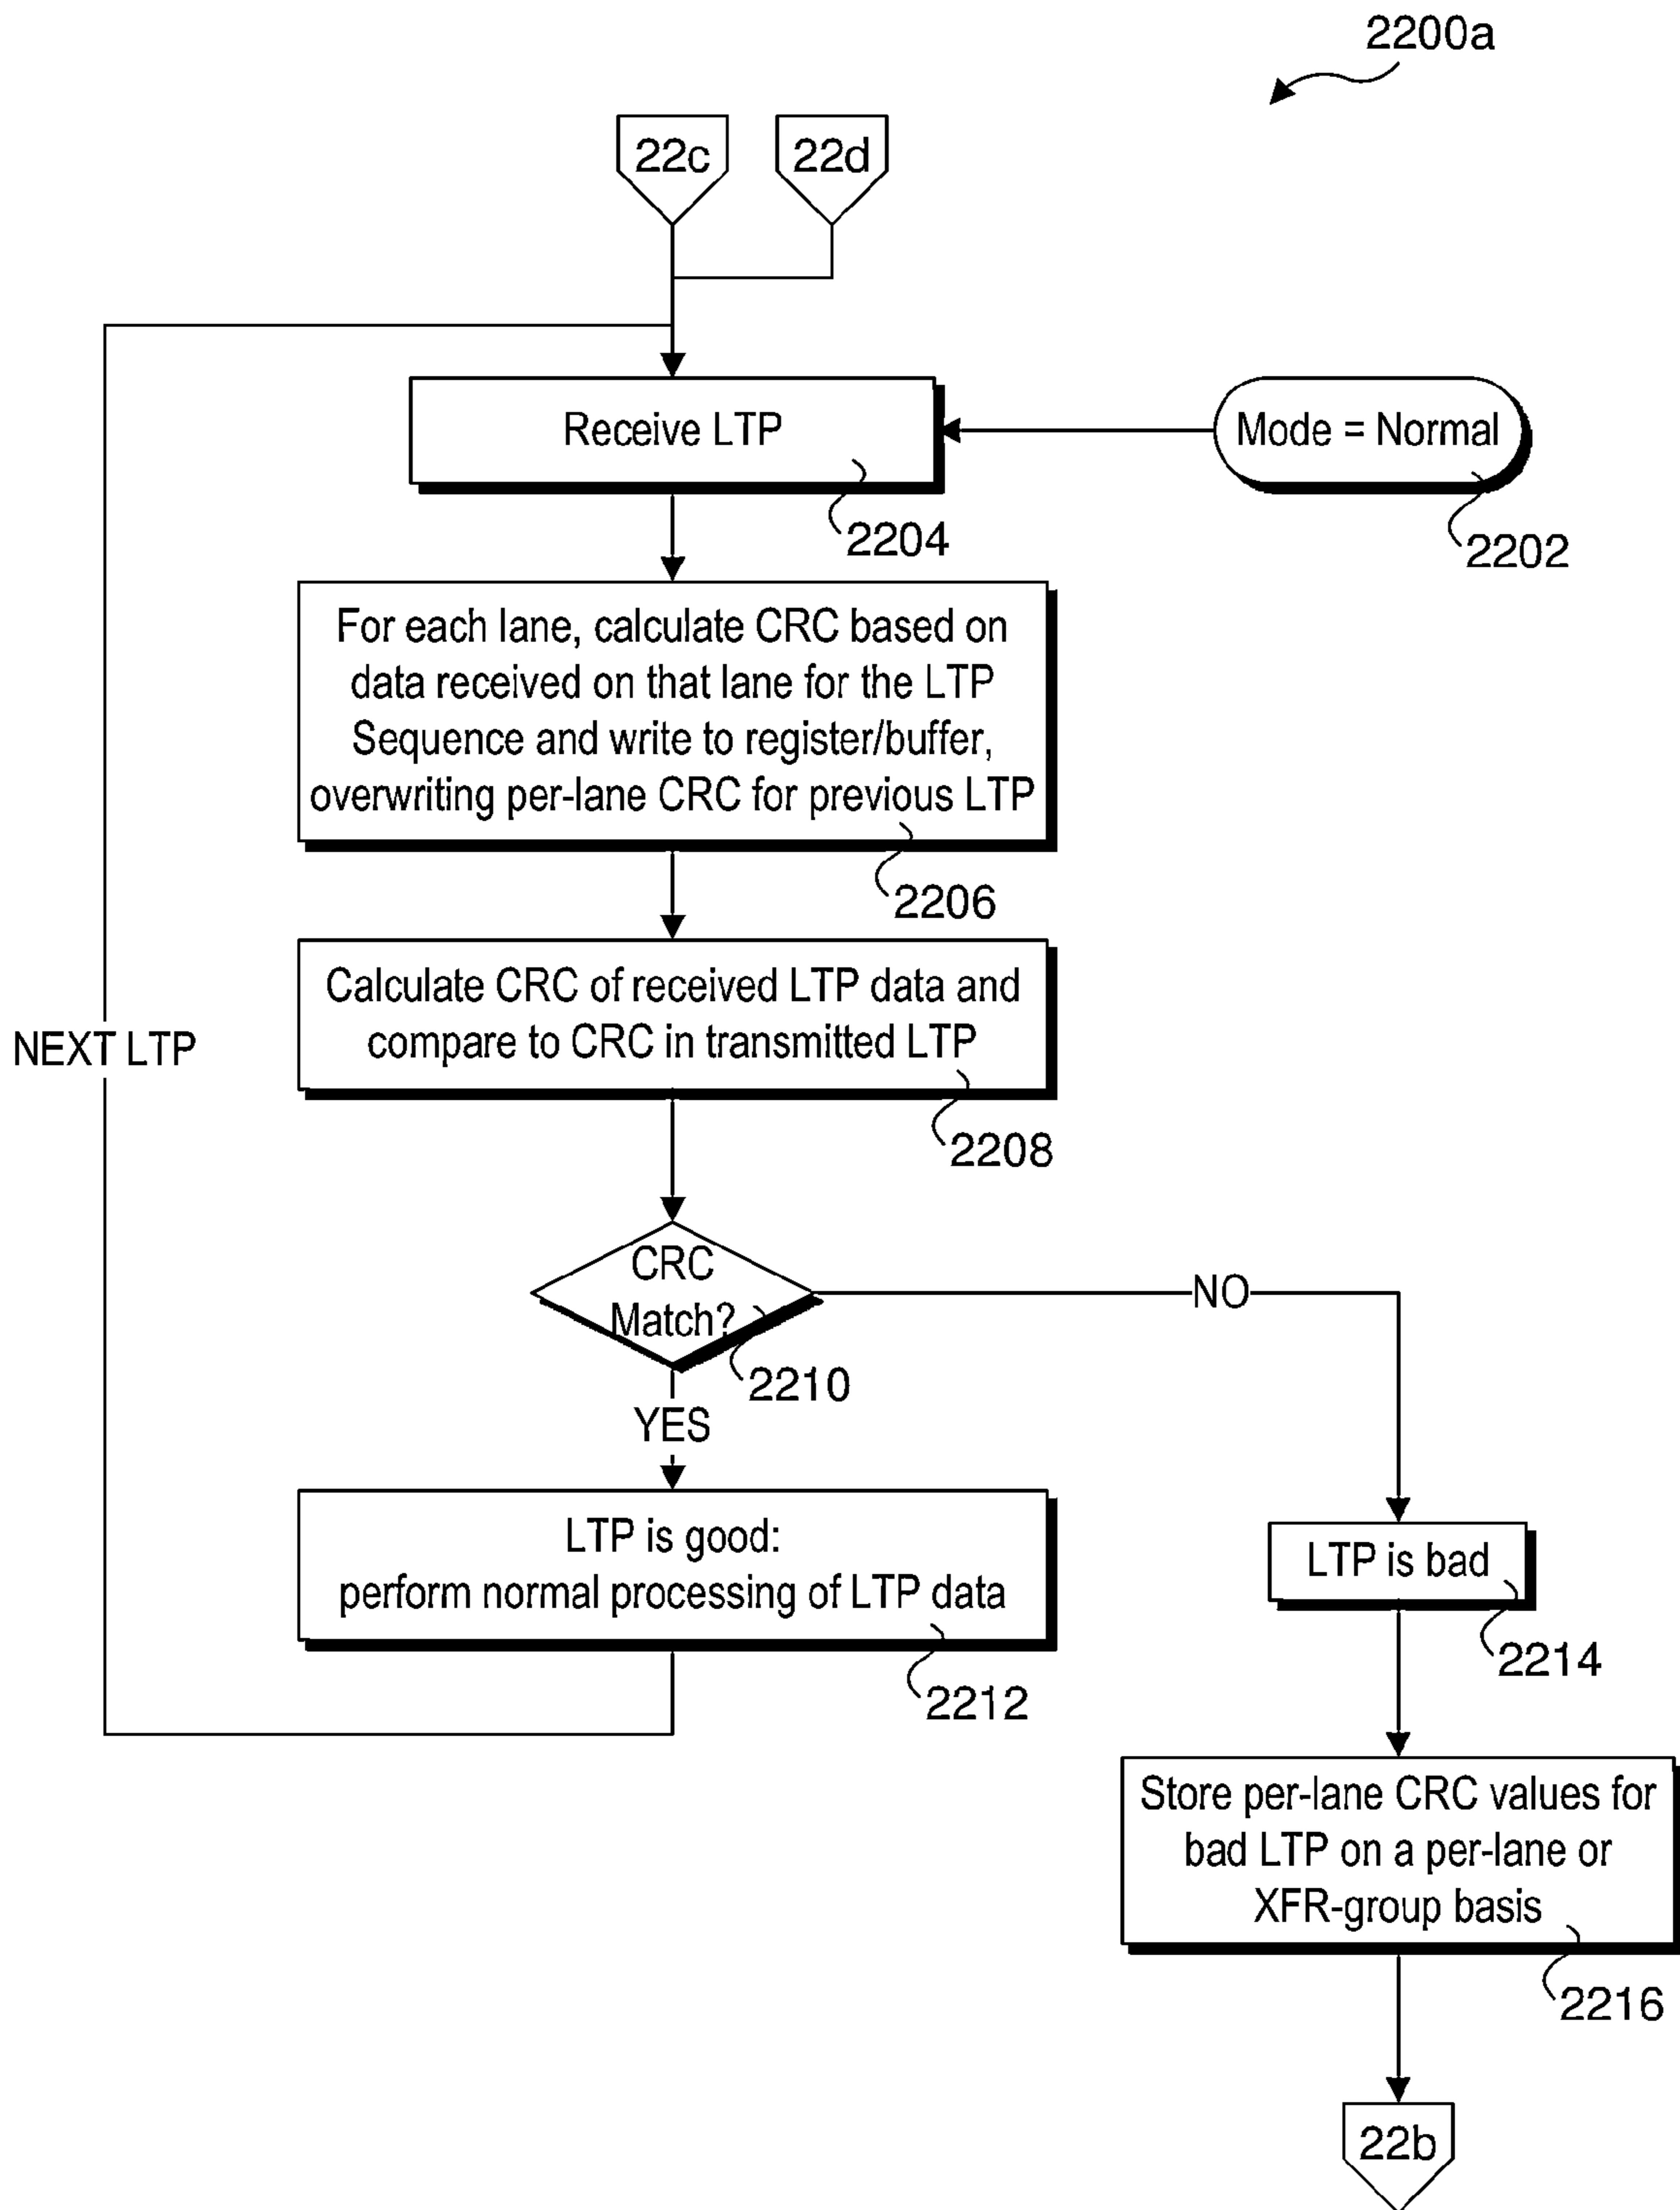 2200a
22c
22d
Receive LTP
Mode = Normal
2204
2202
For each lane, calculate CRC based on
data received on that lane for the LTP
Sequence and write to register/buffer,
overwriting per-lane CRC for previous LTP
2206
Calculate CRC of received LTP data and
compare to CRC in transmitted LTP
NEXT LTP
2208
CRC
Match?
NO
2210
YES
LTP is good:
perform normal processing of LTP data
LTP is bad
2214
2212
Store per-lane CRC values for
bad LTP on a per-lane or
XFR-group basis
2216
22b